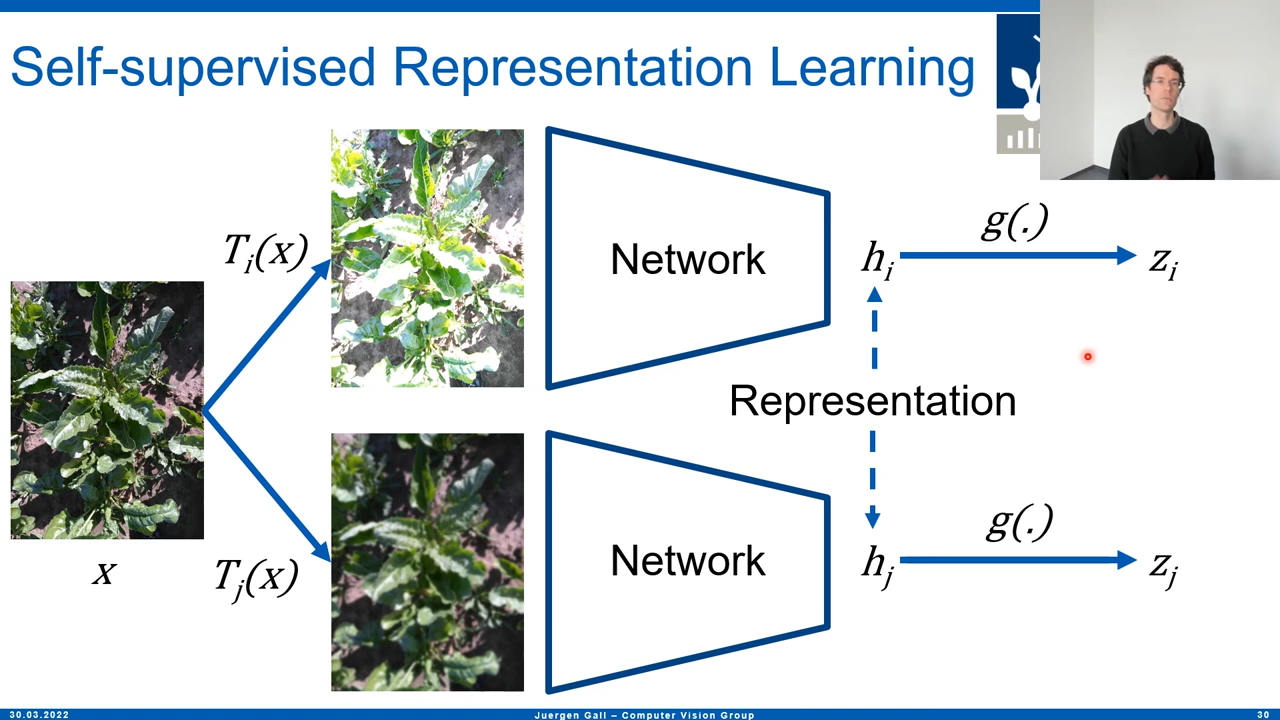 Self-supervised Representation Learning
Tᵢ(x)
Network
hᵢ
g(.)
zᵢ
x
Representation
Tⱼ(x)
Network
hⱼ
g(.)
zⱼ
30.03.2022
Juergen Gall – Computer Vision Group
30